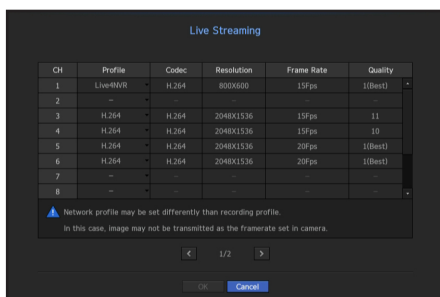 Live Streaming
CH Profile Codec Resolution Frame Rate Quality
1 Live4NVR H.264 800X600 15Fps 1(Best)
2 – – – – –
3 H.264 H.264 2048X1536 15Fps 11
4 H.264 H.264 2048X1536 15Fps 10
5 H.264 H.264 2048X1536 20Fps 1(Best)
6 H.264 H.264 2048X1536 20Fps 1(Best)
7 – – – – –
8 – – – – –
Network profile may be set differently than recording profile.
In this case, image may not be transmitted as the framerate set in camera.
< 1/2 >
OK Cancel